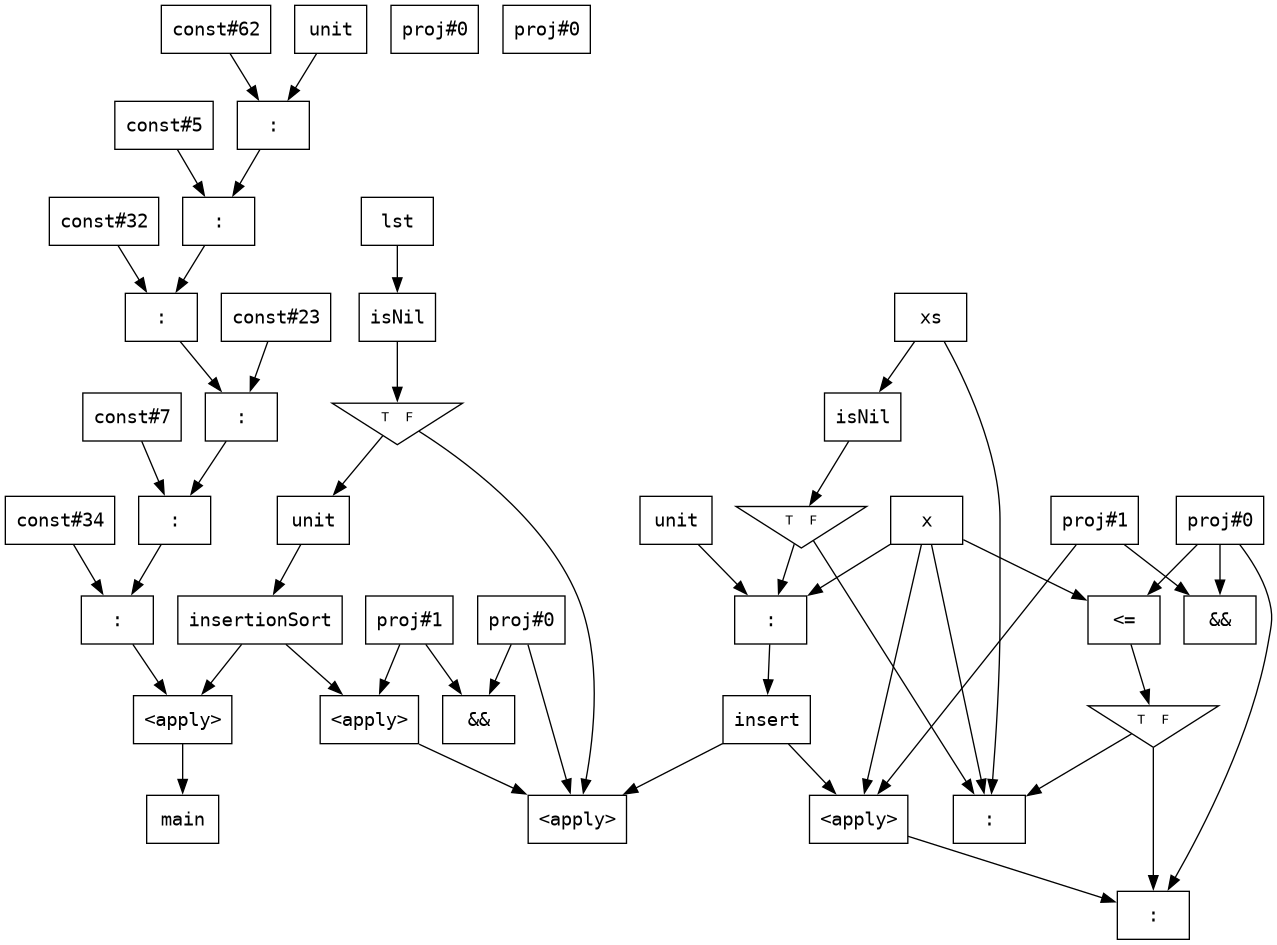 const#62 unit proj#0 proj#0
const#5 :
const#32 : lst
: const#23 isNil xs
const#7 : T F isNil
const#34 : unit unit T F x proj#1 proj#0
: insertionSort proj#1 proj#0 : <= &&
<apply> <apply> && insert T F
main <apply> <apply> :
: